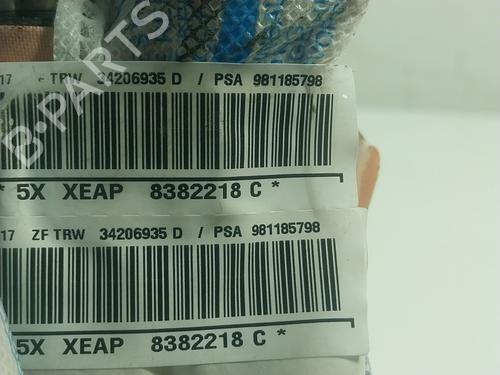 17 ZF TRW 34206935 D / PSA 981185798
* 5X XEAP 8382218 C *
17 ZF TRW 34206935 D / PSA 981185798
5X XEAP 8382218 C *
B-PARTS